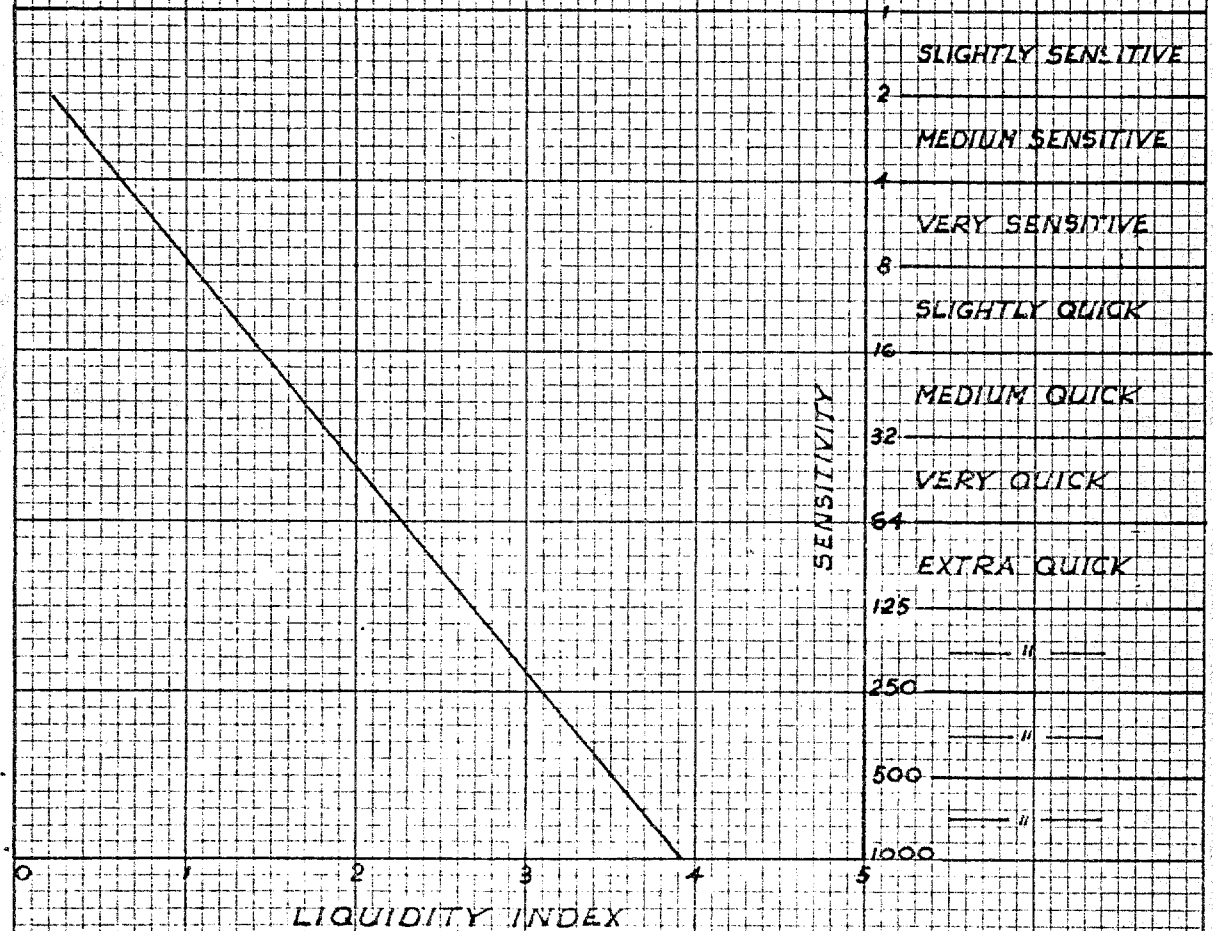 1
SLIGHTLY SENSITIVE
2
MEDIUM SENSITIVE
4
VERY SENSITIVE
8
SLIGHTLY QUICK
16
MEDIUM QUICK
32
VERY QUICK
64
EXTRA QUICK
125
— " —
250
— " —
500
— " —
1000
SENSITIVITY
0 1 2 3 4 5
LIQUIDITY INDEX